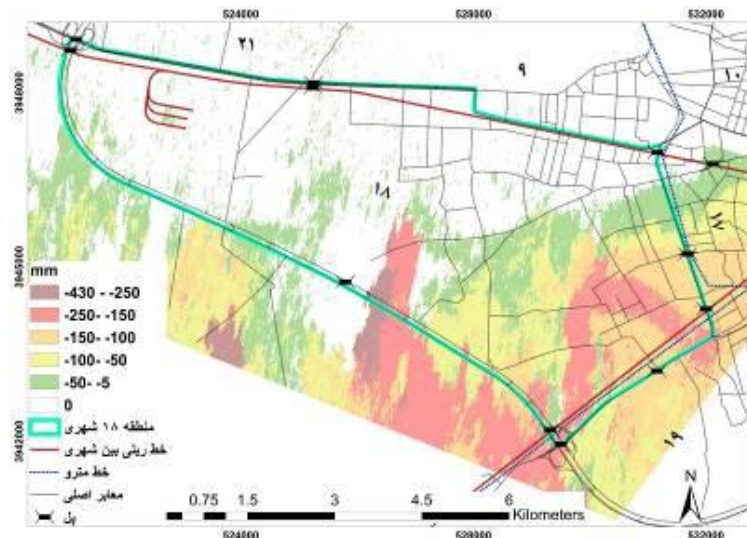 524000
528000
532000
۲۱
۹
۱۰
3948000
۱۸
۱۷
3945000
mm
-430 - -250
-250- -150
-150 - -100
-100- -50
-50- -5
0
منطقه ۱۸ شهری
خط ریلی بین شهری
خط مترو
معابر اصلی
پل
3942000
۱۹
N
0.75 1.5 3 4.5 6
Kilometers
524000
528000
532000